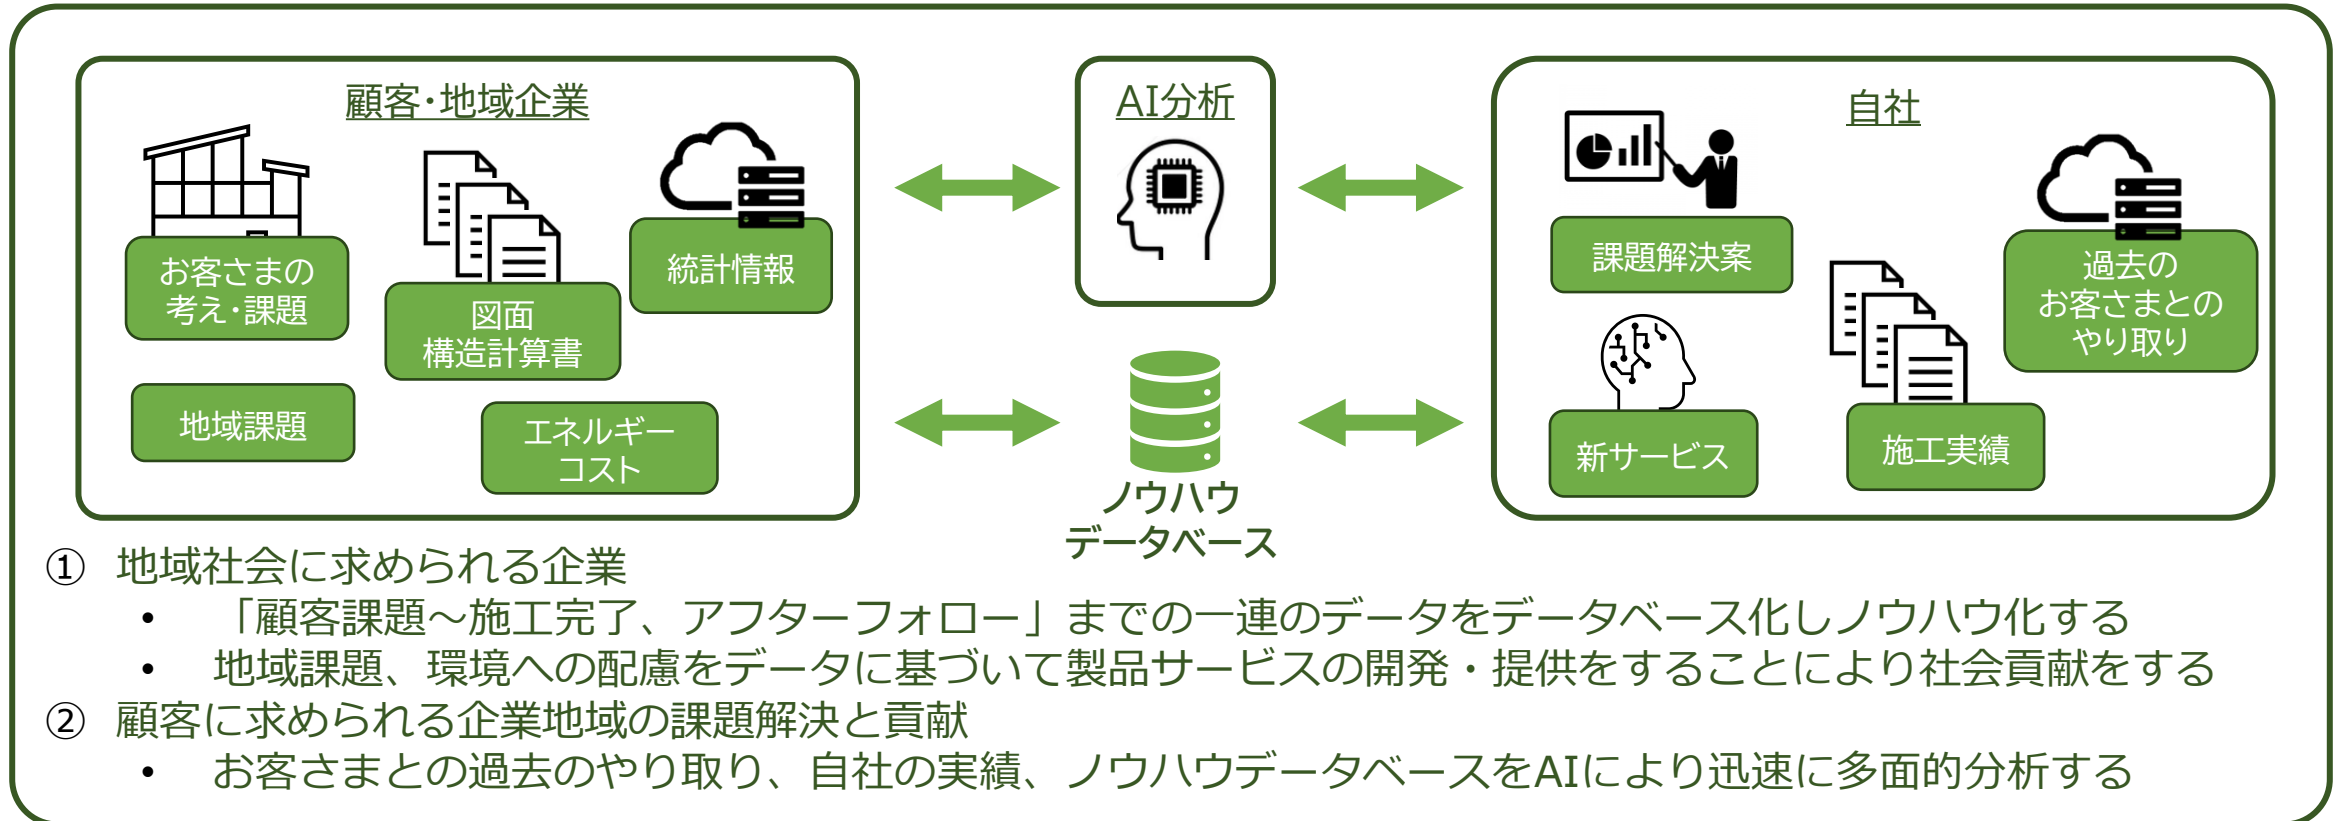 顧客･地域企業
お客さまの
考え･課題
図面
構造計算書
統計情報
地域課題
エネルギー
コスト
AI分析
ノウハウ
データベース
自社
課題解決案
過去の
お客さまとの
やり取り
新サービス
施工実績
① 地域社会に求められる企業
• 「顧客課題～施工完了、アフターフォロー」までの一連のデータをデータベース化しノウハウ化する
• 地域課題、環境への配慮をデータに基づいて製品サービスの開発・提供をすることにより社会貢献をする
② 顧客に求められる企業地域の課題解決と貢献
• お客さまとの過去のやり取り、自社の実績、ノウハウデータベースをAIにより迅速に多面的分析する